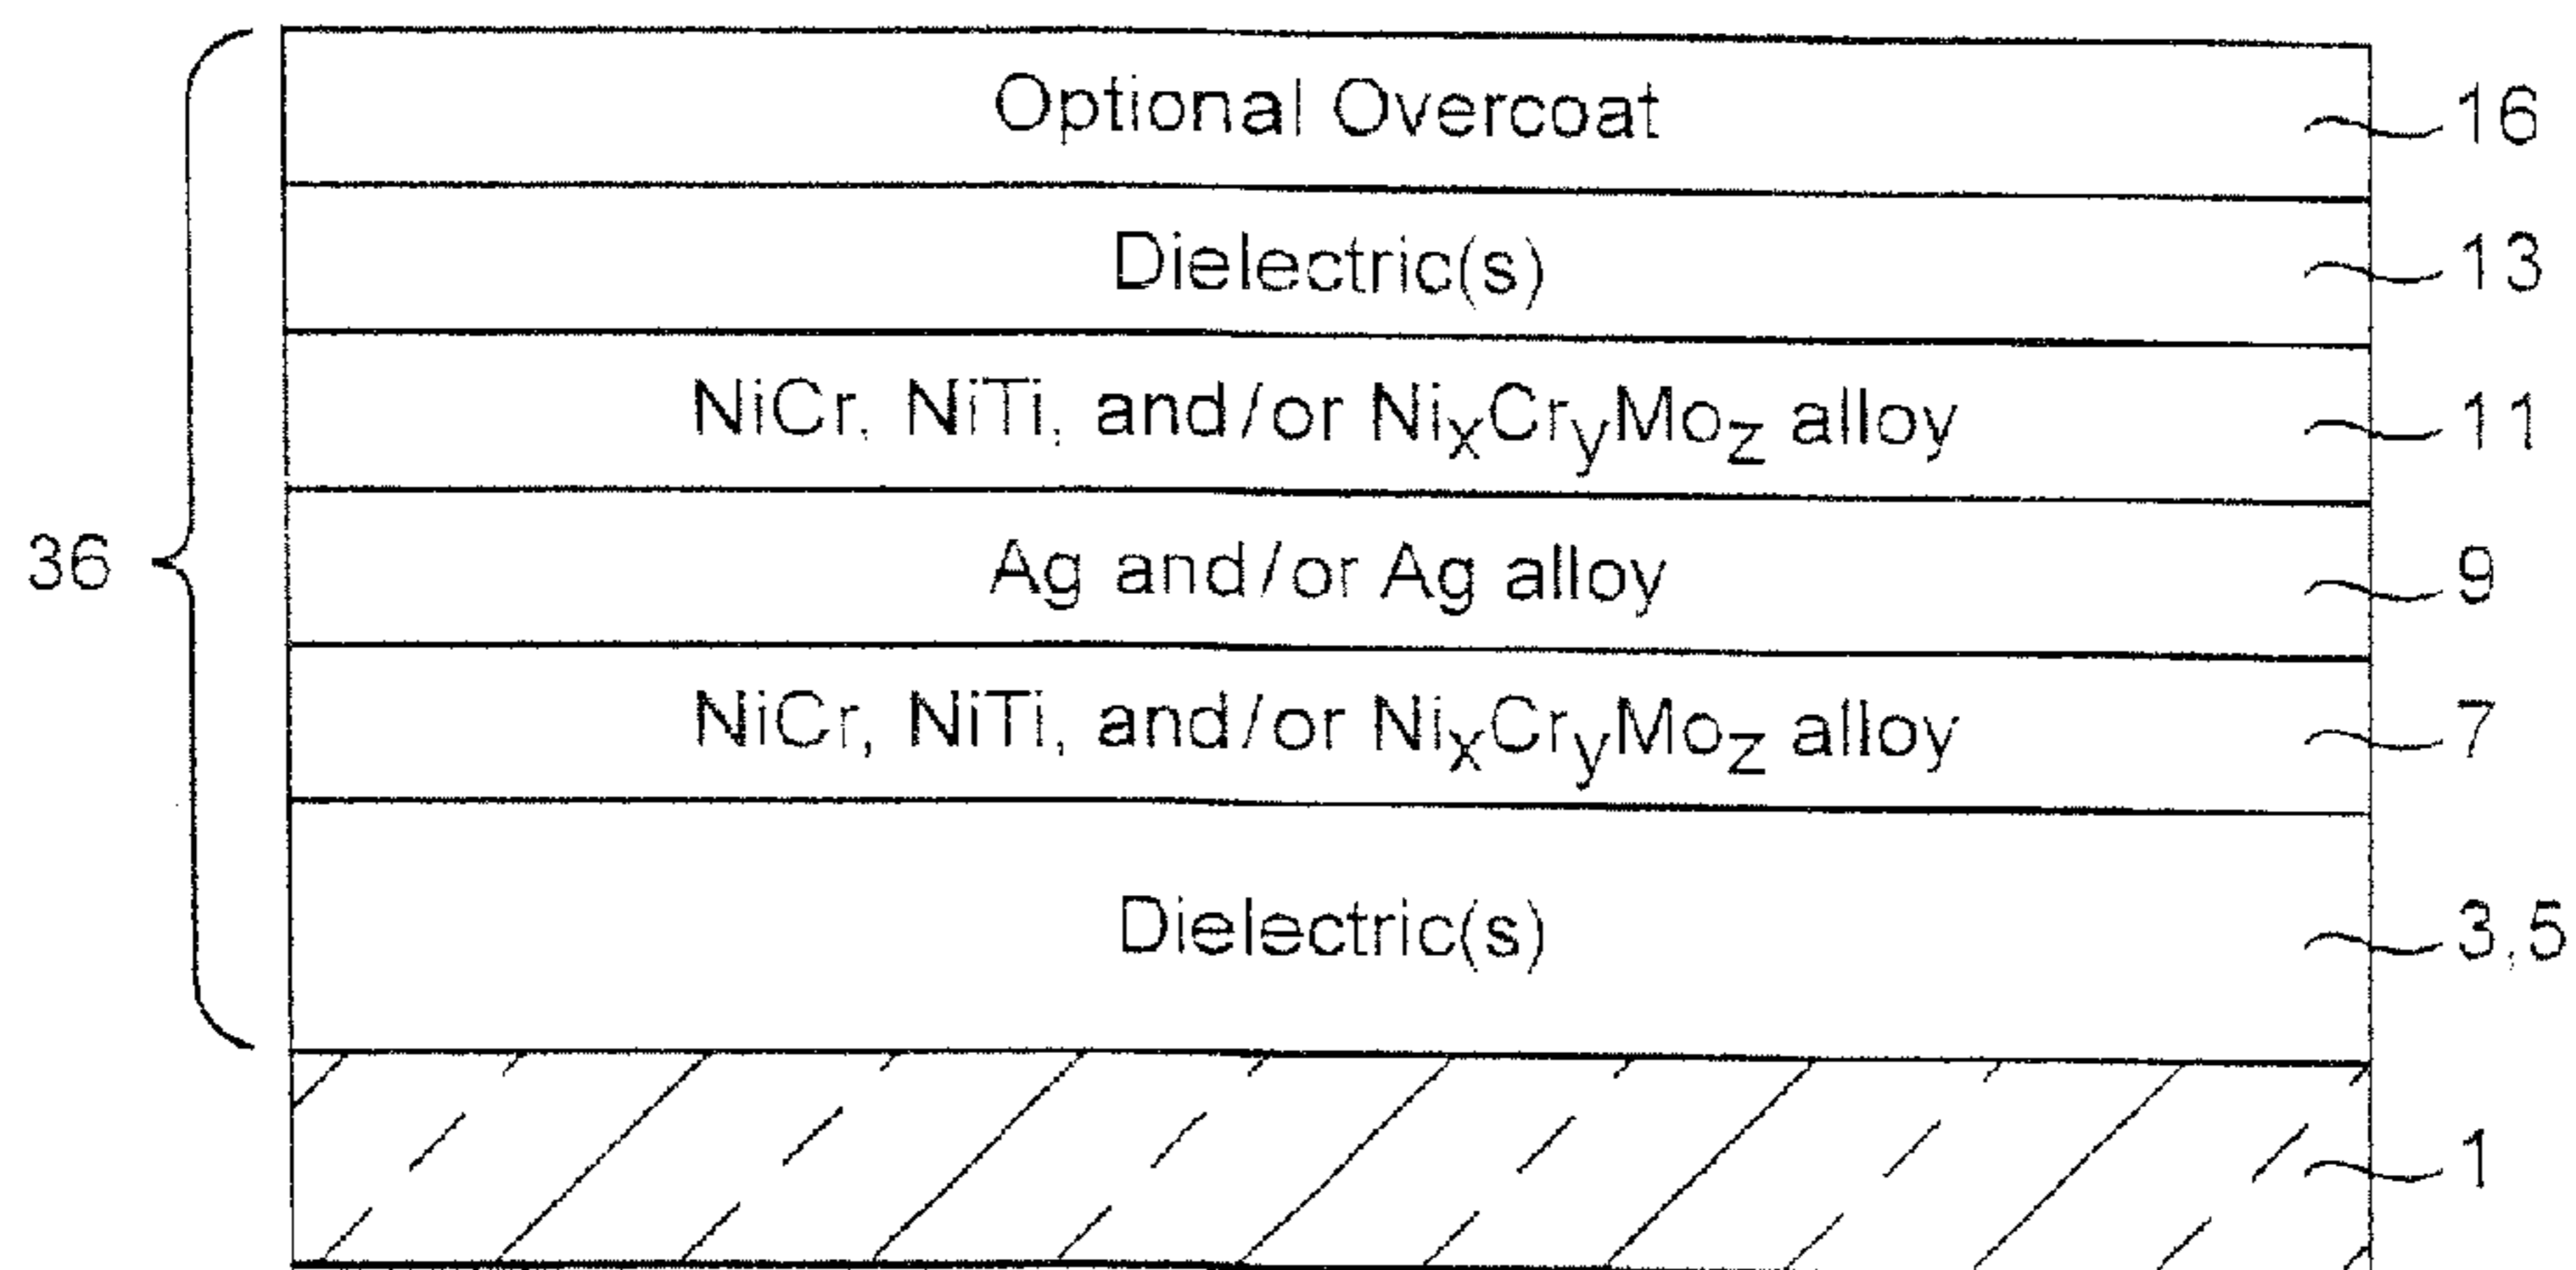 Optional Overcoat 16
Dielectric(s) 13
NiCr, NiTi, and/or NixCryMoz alloy 11
36 Ag and/or Ag alloy 9
NiCr, NiTi, and/or NixCryMoz alloy 7
Dielectric(s) 3,5
1